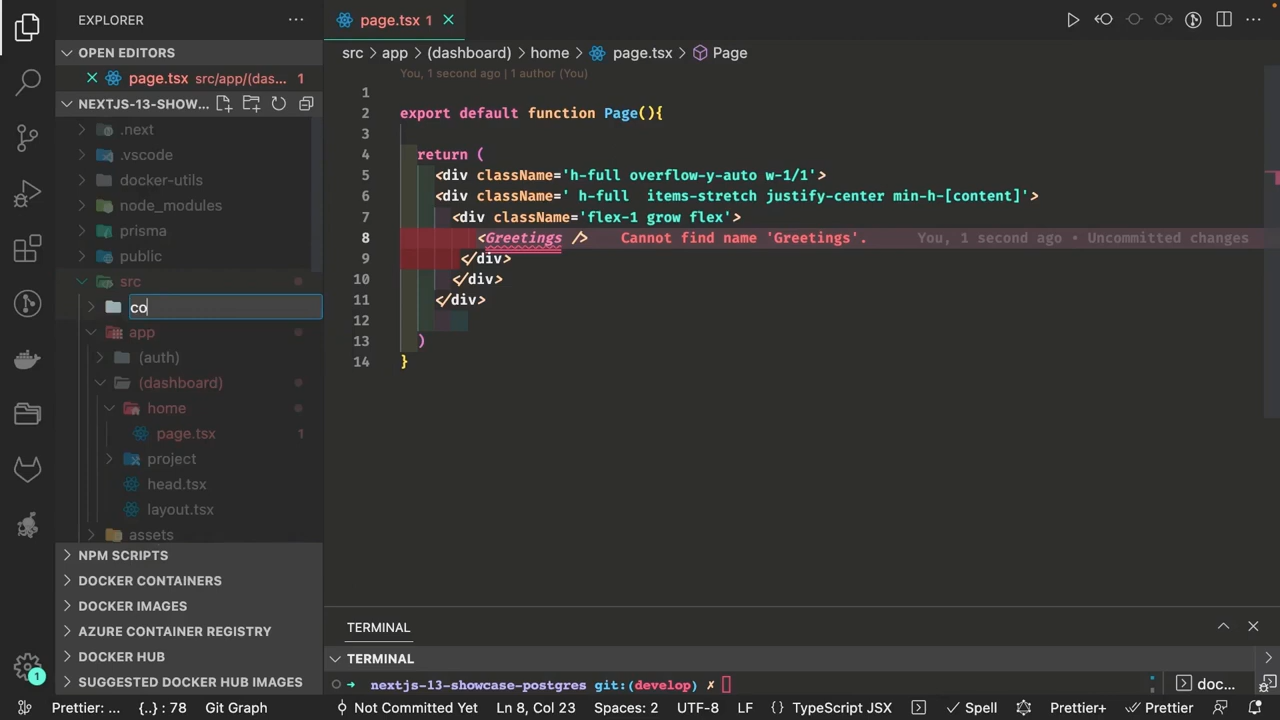 EXPLORER
OPEN EDITORS
page.tsx src/app/(das... 1
NEXTJS-13-SHOW...
.next
.vscode
docker-utils
node_modules
prisma
public
src
co
app
(auth)
(dashboard)
home
page.tsx 1
project
head.tsx
layout.tsx
assets
NPM SCRIPTS
DOCKER CONTAINERS
DOCKER IMAGES
AZURE CONTAINER REGISTRY
DOCKER HUB
SUGGESTED DOCKER HUB IMAGES
1
page.tsx 1
src > app > (dashboard) > home > page.tsx > Page
You, 1 second ago | 1 author (You)
1
2 export default function Page(){
3
4 return (
5 <div className='h-full overflow-y-auto w-1/1'>
6 <div className=' h-full  items-stretch justify-center min-h-[content]'>
7 <div className='flex-1 grow flex'>
8 <Greetings /> Cannot find name 'Greetings'. You, 1 second ago • Uncommitted changes
9 </div>
10 </div>
11 </div>
12
13 )
14 }
TERMINAL
TERMINAL
nextjs-13-showcase-postgres git:(develop) ✗
doc...
Prettier: ... {..} : 78 Git Graph Not Committed Yet Ln 8, Col 23 Spaces: 2 UTF-8 LF {} TypeScript JSX Spell Prettier+ Prettier